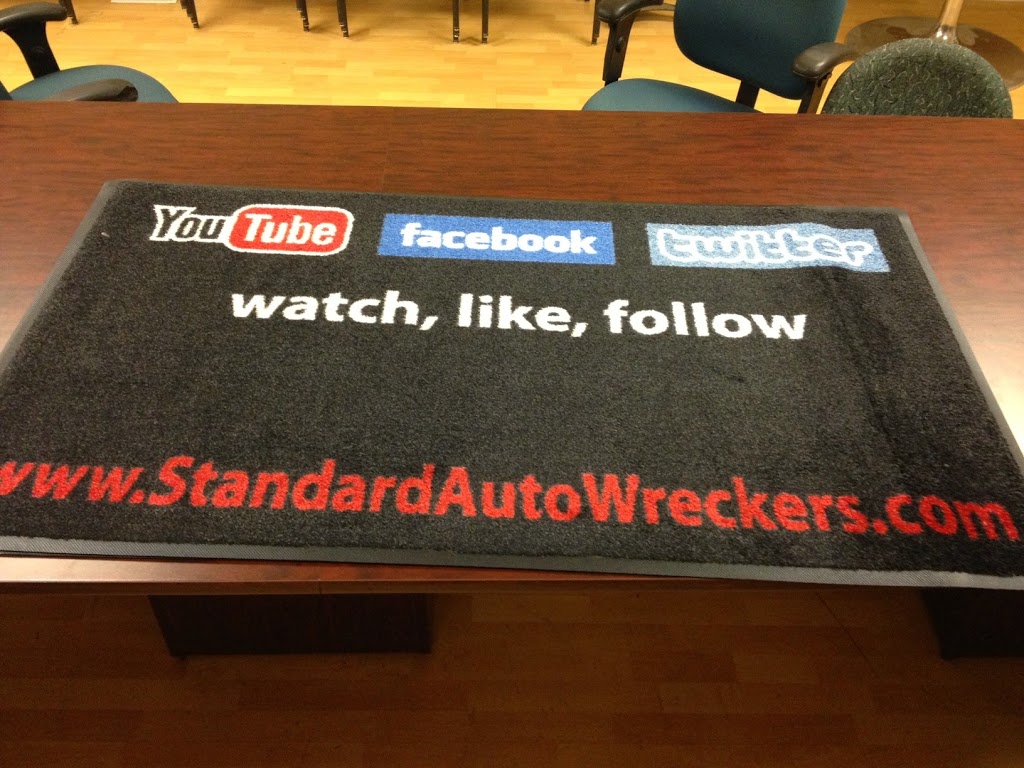 YouTube facebook twitter
watch, like, follow
www.StandardAutoWreckers.com